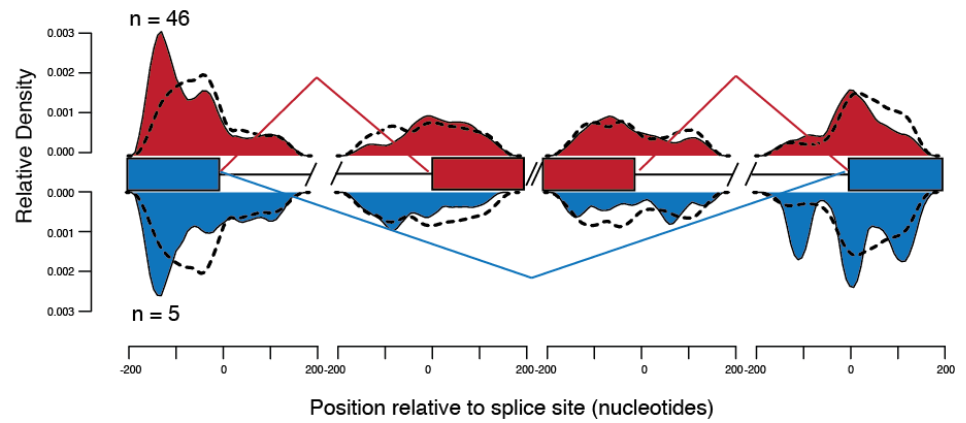 n = 46
Relative Density
0.003
0.002
0.001
0.000
0.000
0.001
0.002
0.003
n = 5
-200 0 200 -200 0 200 -200 0 200 -200 0 200
Position relative to splice site (nucleotides)